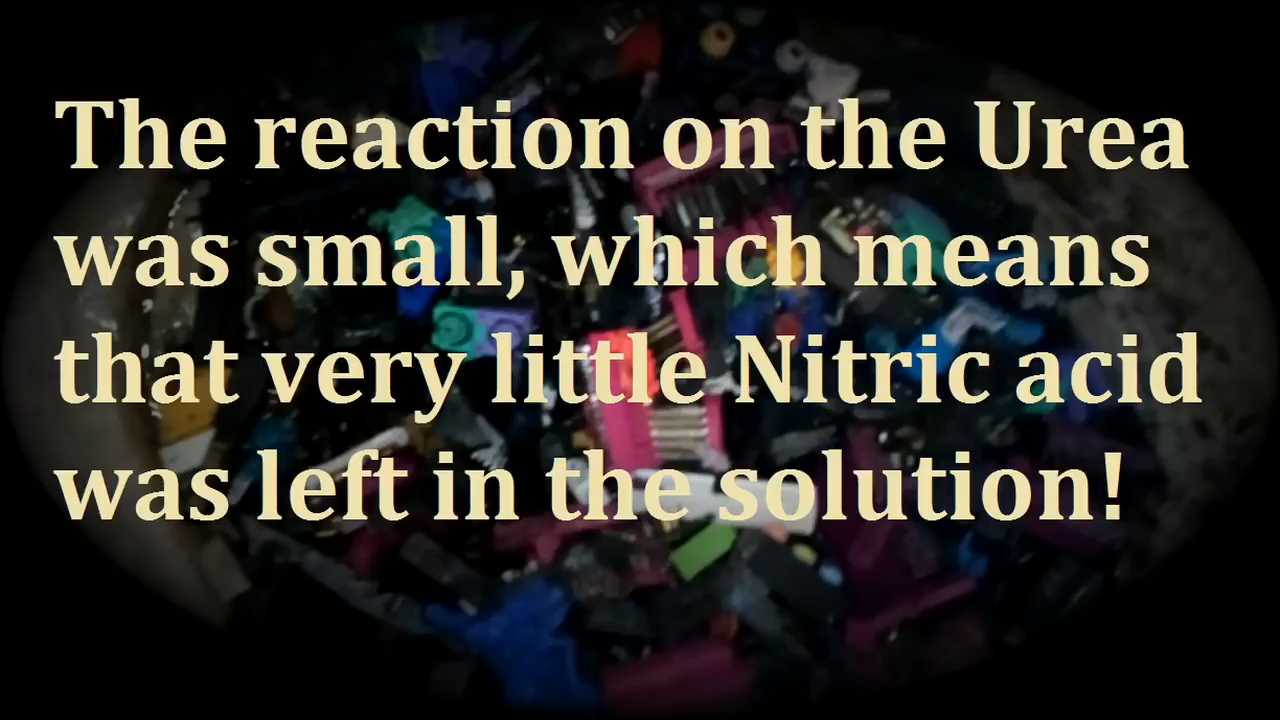 The reaction on the Urea
was small, which means
that very little Nitric acid
was left in the solution!